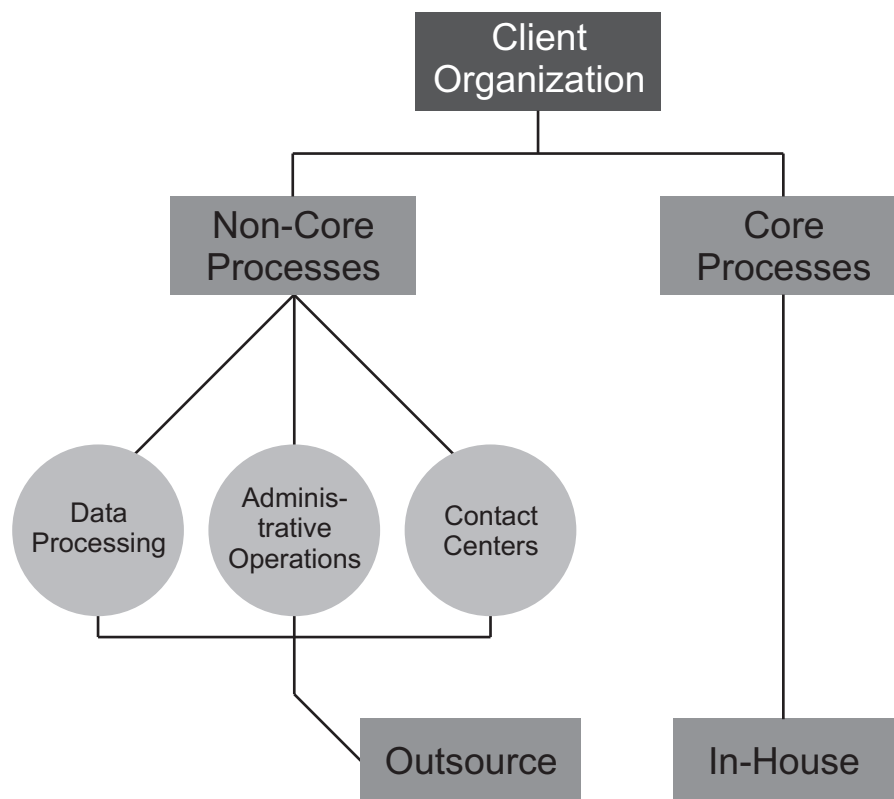 Client
Organization
Non-Core
Processes
Core
Processes
Data
Processing
Adminis-
trative
Operations
Contact
Centers
Outsource
In-House